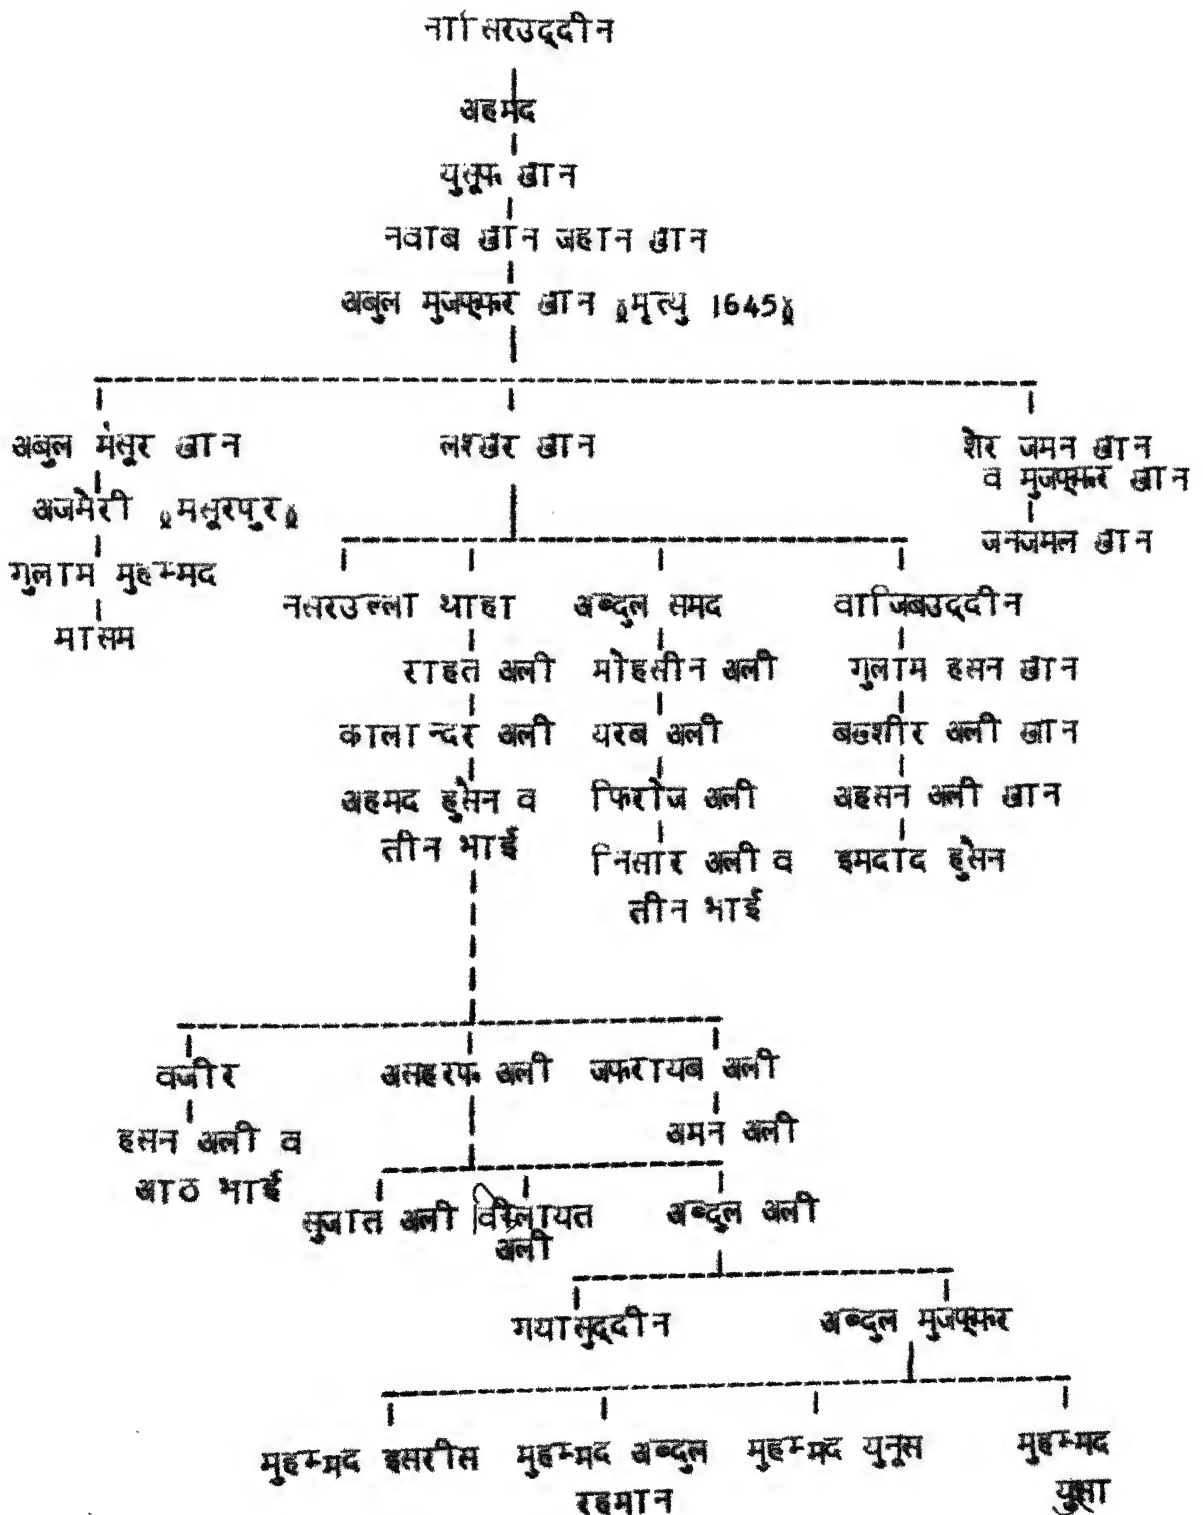 नासिरउद्दीन
अहमद
युसूफ खान
नवाब खान जहान खान
अबुल मुजफ्फर खान (मृत्यु 1645)
अबुल मंसूर खान लश्खर खान शेर जमन खान
व मुजफ्फर खान
अजमेरी (मसूरपुर)
जनजमल खान
गुलाम मुहम्मद
नसरउल्ला थाहा अब्दुल समद वाजिबउद्दीन
मासम
राहत अली मोहसीन अली गुलाम हसन खान
कालान्दर अली यरब अली बख्शीर अली खान
अहमद हुसेन व फिरोज अली अहसन अली खान
तीन भाई निसार अली व इमदाद हुसेन
तीन भाई
वजीर असहरफ अली जफरायब अली
हसन अली व अमन अली
आठ भाई
सुजात अली विलायत अब्दुल अली
अली
गयासुद्दीन अब्दुल मुजफ्फर
मुहम्मद इसरीस मुहम्मद अब्दुल मुहम्मद युनूस मुहम्मद
रहमान